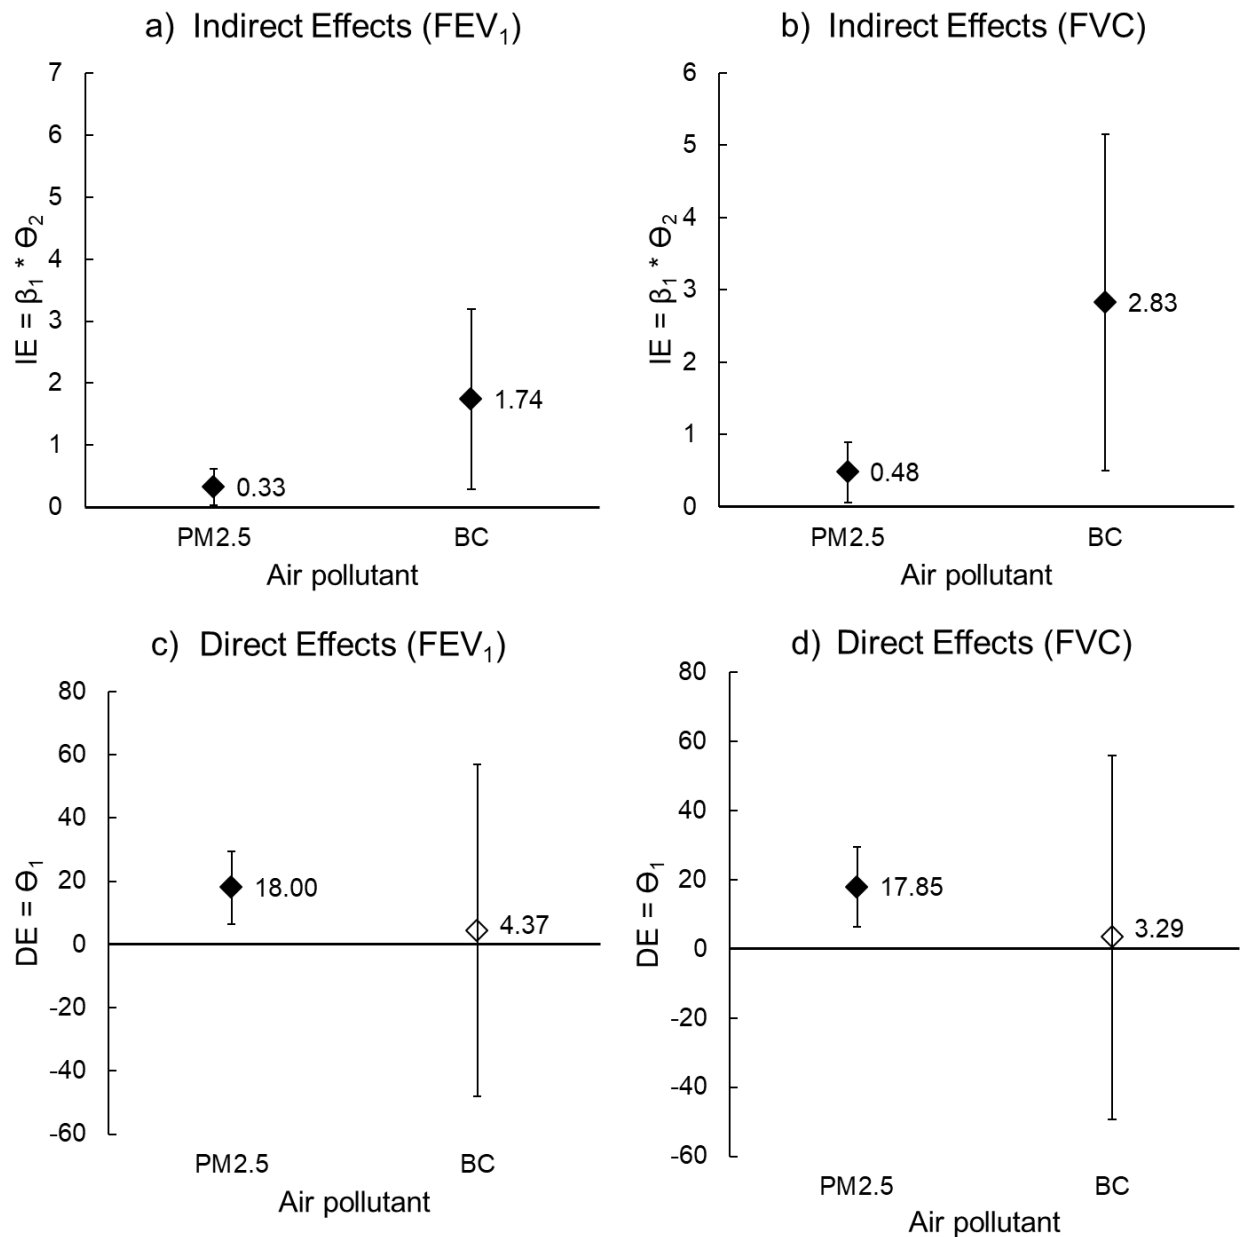 a) Indirect Effects (FEV₁)
7
6
5
4
3
2
1
0
IE = β₁ * Θ₂
0.33
1.74
PM2.5
BC
Air pollutant
b) Indirect Effects (FVC)
6
5
4
3
2
1
0
IE = β₁ * Θ₂
0.48
2.83
PM2.5
BC
Air pollutant
c) Direct Effects (FEV₁)
80
60
40
20
0
-20
-40
-60
DE = Θ₁
18.00
4.37
PM2.5
BC
Air pollutant
d) Direct Effects (FVC)
80
60
40
20
0
-20
-40
-60
DE = Θ₁
17.85
3.29
PM2.5
BC
Air pollutant